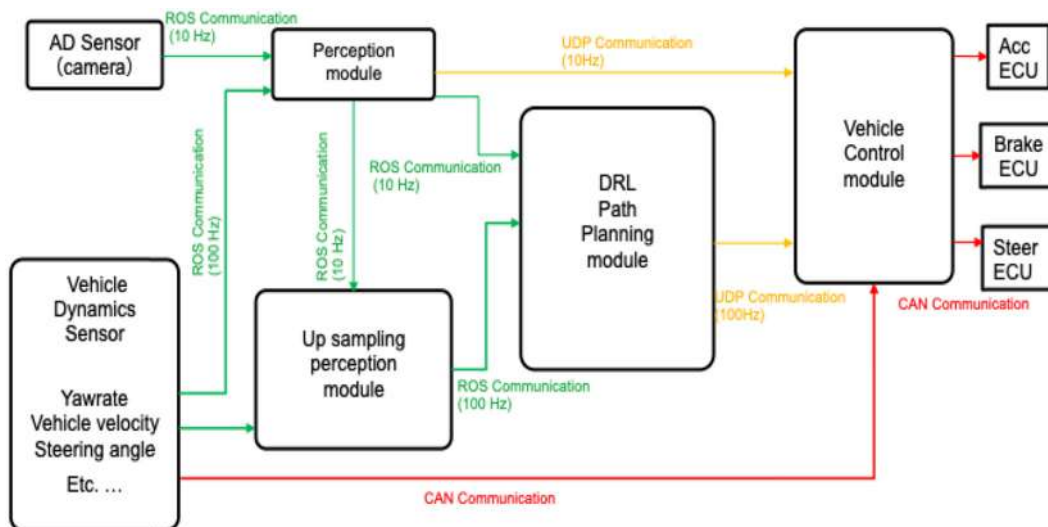 ROS Communication
(10 Hz)
AD Sensor
(camera)
Perception
module
UDP Communication
(10Hz)
Vehicle
Control
module
Acc
ECU
Brake
ECU
Steer
ECU
ROS Communication
(100 Hz)
ROS Communication
(10 Hz)
ROS Communication
(10 Hz)
DRL
Path
Planning
module
Vehicle
Dynamics
Sensor
Yawrate
Vehicle velocity
Steering angle
Etc. ...
Up sampling
perception
module
ROS Communication
(100 Hz)
UDP Communication
(100Hz)
CAN Communication
CAN Communication